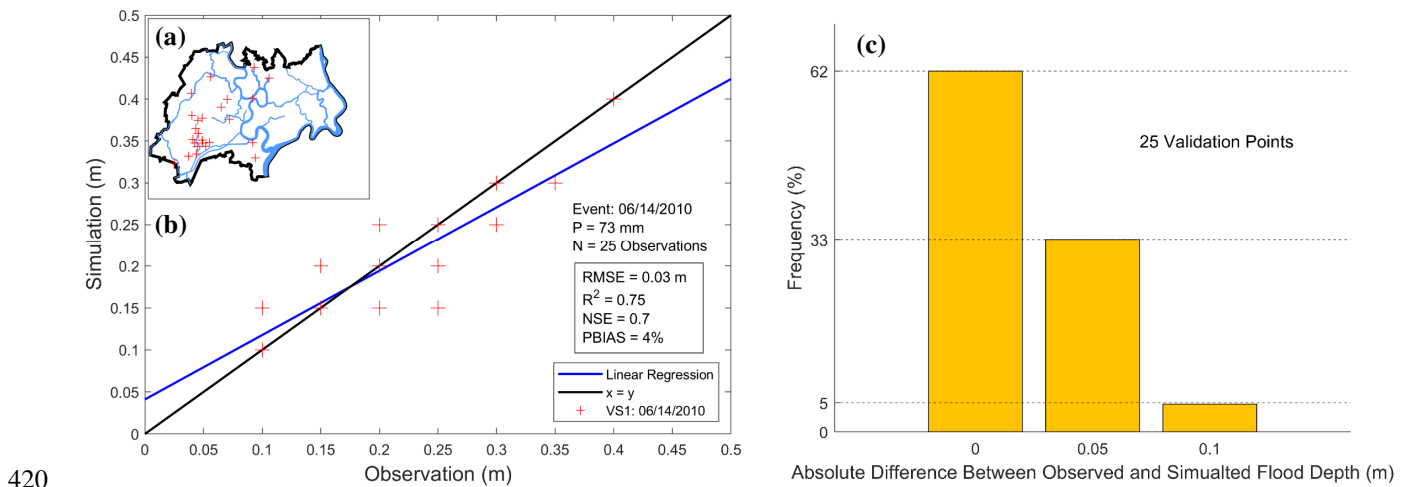 (a)
(b)
0.5
0.45
0.4
0.35
0.3
0.25
0.2
0.15
0.1
0.05
0
Simulation (m)
Event: 06/14/2010
P = 73 mm
N = 25 Observations
RMSE = 0.03 m
R² = 0.75
NSE = 0.7
PBIAS = 4%
Linear Regression
x = y
VS1: 06/14/2010
0 0.05 0.1 0.15 0.2 0.25 0.3 0.35 0.4 0.45 0.5
Observation (m)
(c)
62
33
5
0
Frequency (%)
25 Validation Points
0 0.05 0.1
Absolute Difference Between Observed and Simualted Flood Depth (m)
420